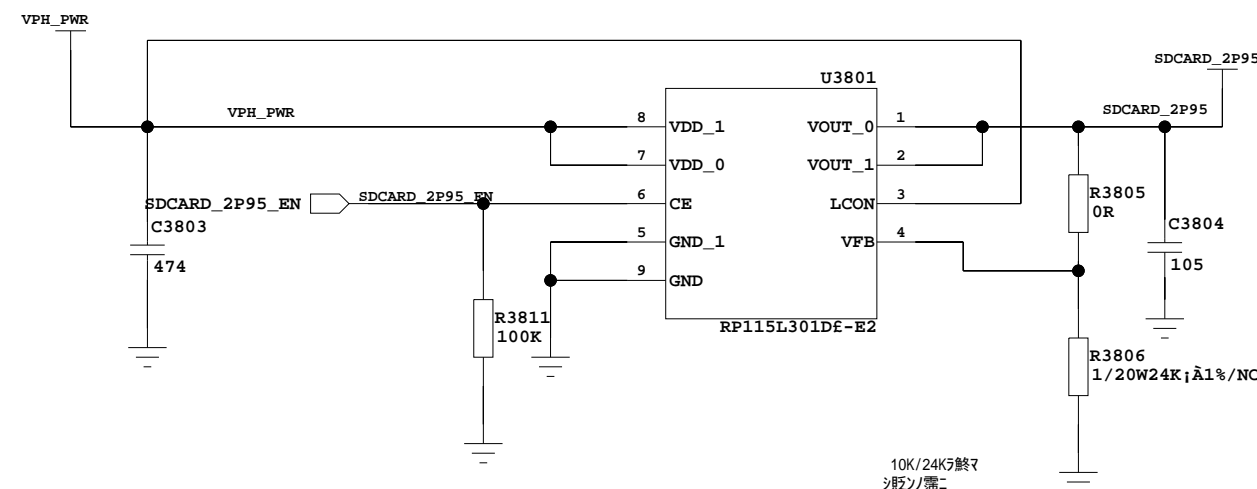 VPH_PWR
SDCARD_2P95
U3801
VPH_PWR
SDCARD_2P95
8
VDD_1
VOUT_0
1
7
VDD_0
VOUT_1
2
SDCARD_2P95_EN
SDCARD_2P95_EN
6
CE
LCON
3
R3805
0R
C3803
474
5
GND_1
VFB
4
C3804
105
9
GND
R3811
100K
RP115L301D£-E2
R3806
1/20W24K¡À1%/NC
10K/24K